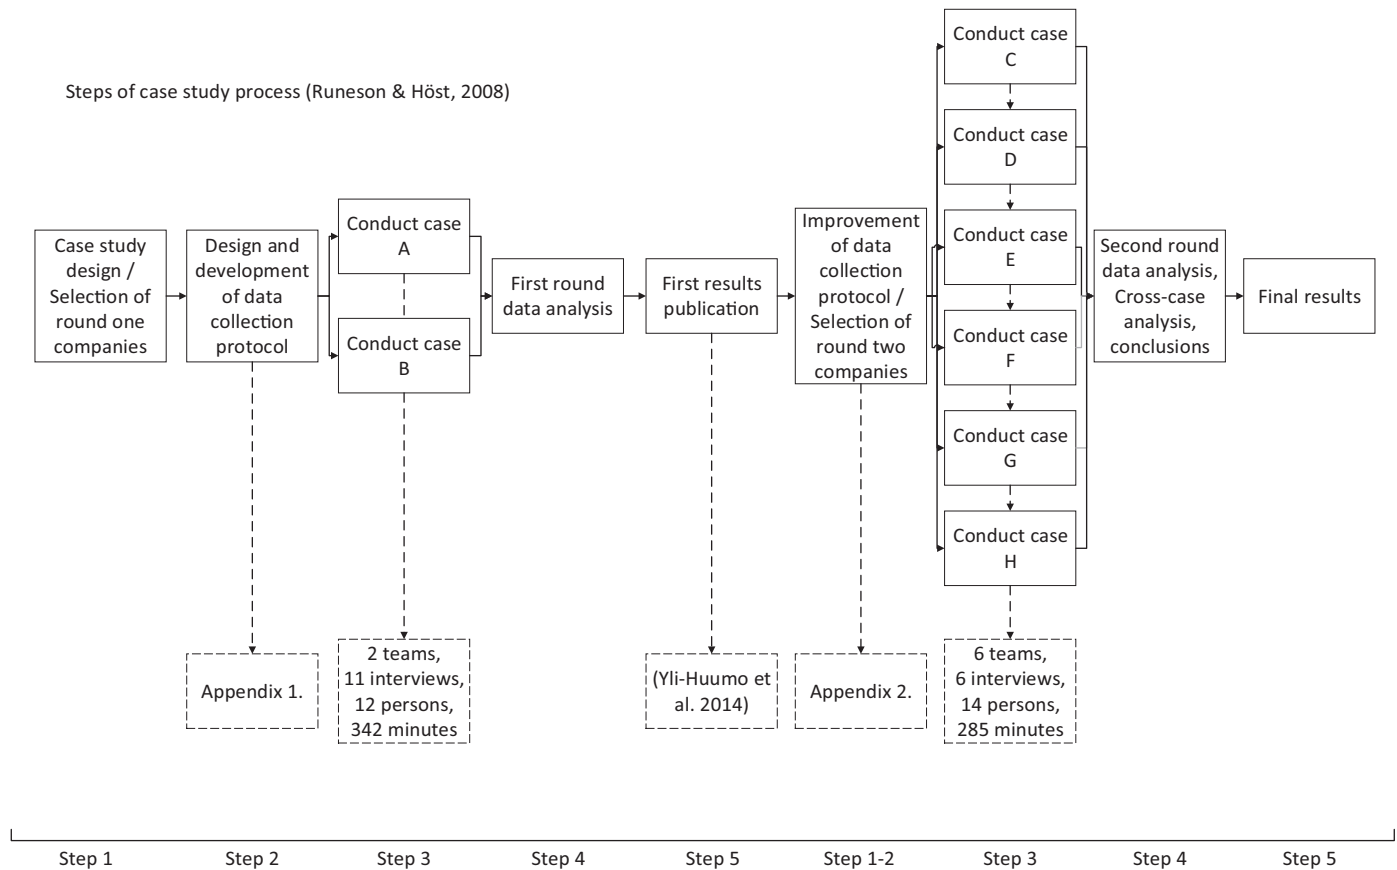 Steps of case study process (Runeson & Höst, 2008)
Case study
design /
Selection of
round one
companies
Design and
development
of data
collection
protocol
Conduct case
A
Conduct case
B
First round
data analysis
First results
publication
Improvement
of data
collection
protocol /
Selection of
round two
companies
Conduct case
C
Conduct case
D
Conduct case
E
Conduct case
F
Conduct case
G
Conduct case
H
Second round
data analysis,
Cross-case
analysis,
conclusions
Final results
Appendix 1.
2 teams,
11 interviews,
12 persons,
342 minutes
(Yli-Huumo et
al. 2014)
Appendix 2.
6 teams,
6 interviews,
14 persons,
285 minutes
Step 1
Step 2
Step 3
Step 4
Step 5
Step 1-2
Step 3
Step 4
Step 5